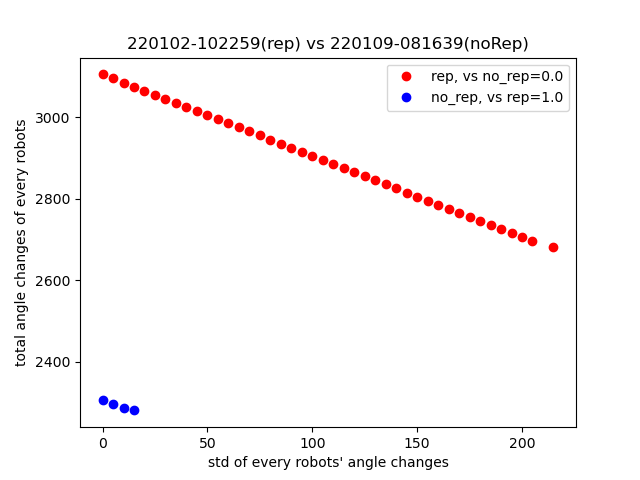 220102-102259(rep) vs 220109-081639(noRep)
rep, vs no_rep=0.0
no_rep, vs rep=1.0
total angle changes of every robots
3000
2800
2600
2400
0 50 100 150 200
std of every robots' angle changes